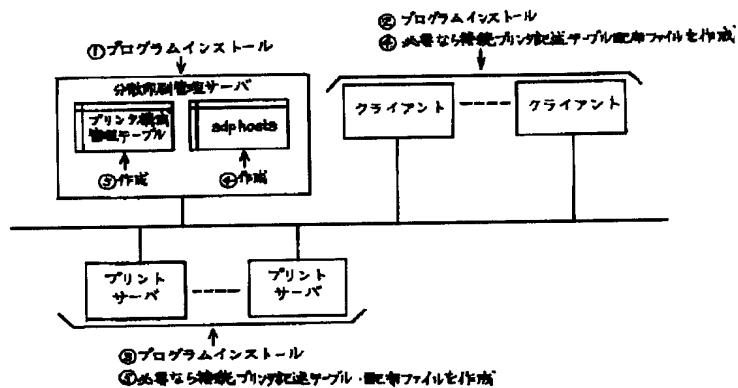 ①プログラムインストール
分散印刷管理サーバ
プリンタ構成
管理テーブル
sdphosts
③作成
④作成
②プログラムインストール
④必要なら接続プリンタ記述テーブル配布ファイルを作成
クライアント
クライアント
プリント
サーバ
プリント
サーバ
③プログラムインストール
⑤必要なら接続プリンタ記述テーブル・配布ファイルを作成